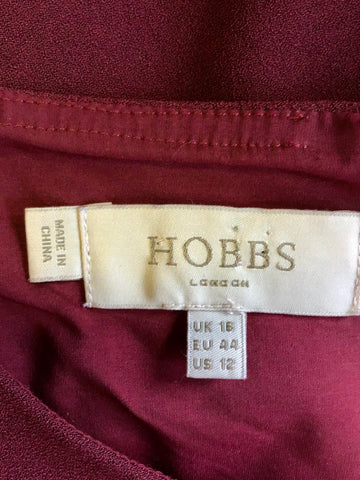 MADE IN
CHINA
HOBBS
LONDON
UK 16
EU 44
US 12